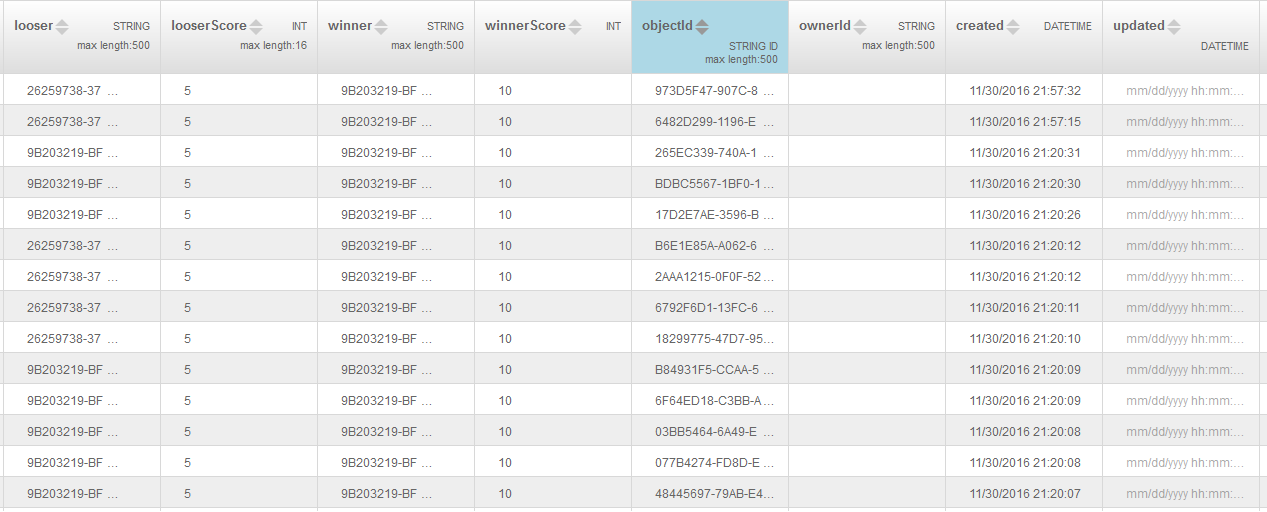 looser STRING max length:500 looserScore INT max length:16 winner STRING max length:500 winnerScore INT objectId STRING ID max length:500 ownerId STRING max length:500 created DATETIME updated DATETIME
26259738-37 ... 5 9B203219-BF ... 10 973D5F47-907C-8 ... 11/30/2016 21:57:32 mm/dd/yyyy hh:mm:...
26259738-37 ... 5 9B203219-BF ... 10 6482D299-1196-E ... 11/30/2016 21:57:15 mm/dd/yyyy hh:mm:...
9B203219-BF ... 5 9B203219-BF ... 10 265EC339-740A-1 ... 11/30/2016 21:20:31 mm/dd/yyyy hh:mm:...
9B203219-BF ... 5 9B203219-BF ... 10 BDBC5567-1BF0-1 ... 11/30/2016 21:20:30 mm/dd/yyyy hh:mm:...
9B203219-BF ... 5 9B203219-BF ... 10 17D2E7AE-3596-B ... 11/30/2016 21:20:26 mm/dd/yyyy hh:mm:...
26259738-37 ... 5 9B203219-BF ... 10 B6E1E85A-A062-6 ... 11/30/2016 21:20:12 mm/dd/yyyy hh:mm:...
26259738-37 ... 5 9B203219-BF ... 10 2AAA1215-0F0F-52 ... 11/30/2016 21:20:12 mm/dd/yyyy hh:mm:...
26259738-37 ... 5 9B203219-BF ... 10 6792F6D1-13FC-6 ... 11/30/2016 21:20:11 mm/dd/yyyy hh:mm:...
26259738-37 ... 5 9B203219-BF ... 10 18299775-47D7-95... 11/30/2016 21:20:10 mm/dd/yyyy hh:mm:...
9B203219-BF ... 5 9B203219-BF ... 10 B84931F5-CCAA-5 ... 11/30/2016 21:20:09 mm/dd/yyyy hh:mm:...
9B203219-BF ... 5 9B203219-BF ... 10 6F64ED18-C3BB-A ... 11/30/2016 21:20:09 mm/dd/yyyy hh:mm:...
9B203219-BF ... 5 9B203219-BF ... 10 03BB5464-6A49-E ... 11/30/2016 21:20:08 mm/dd/yyyy hh:mm:...
9B203219-BF ... 5 9B203219-BF ... 10 077B4274-FD8D-E ... 11/30/2016 21:20:08 mm/dd/yyyy hh:mm:...
9B203219-BF ... 5 9B203219-BF ... 10 48445697-79AB-E4... 11/30/2016 21:20:07 mm/dd/yyyy hh:mm:...